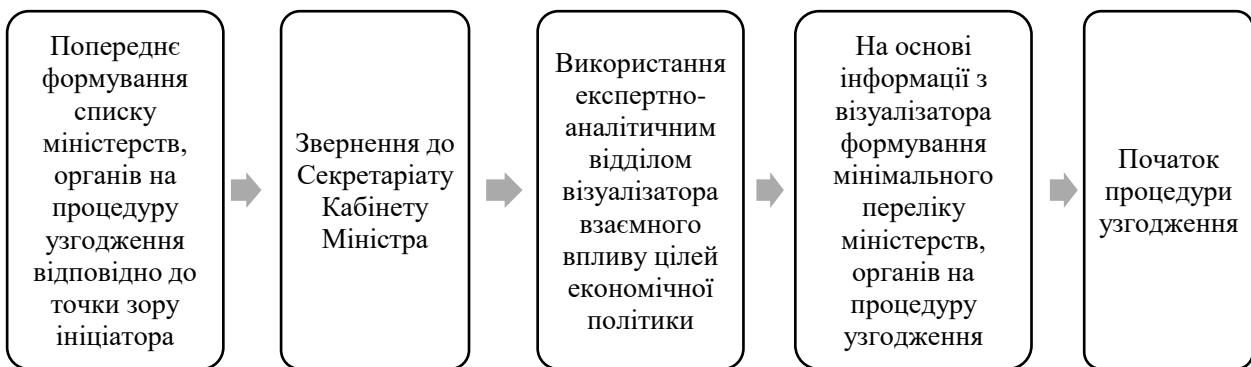 Попереднє
формування
списку
міністерств,
органів на
процедуру
узгодження
відповідно до
точки зору
ініціатора
Звернення до
Секретаріату
Кабінету
Міністра
Використання
експертно-
аналітичним
відділом
візуалізатора
взаємного
впливу цілей
економічної
політики
На основі
інформації з
візуалізатора
формування
мінімального
переліку
міністерств,
органів на
процедуру
узгодження
Початок
процедури
узгодження